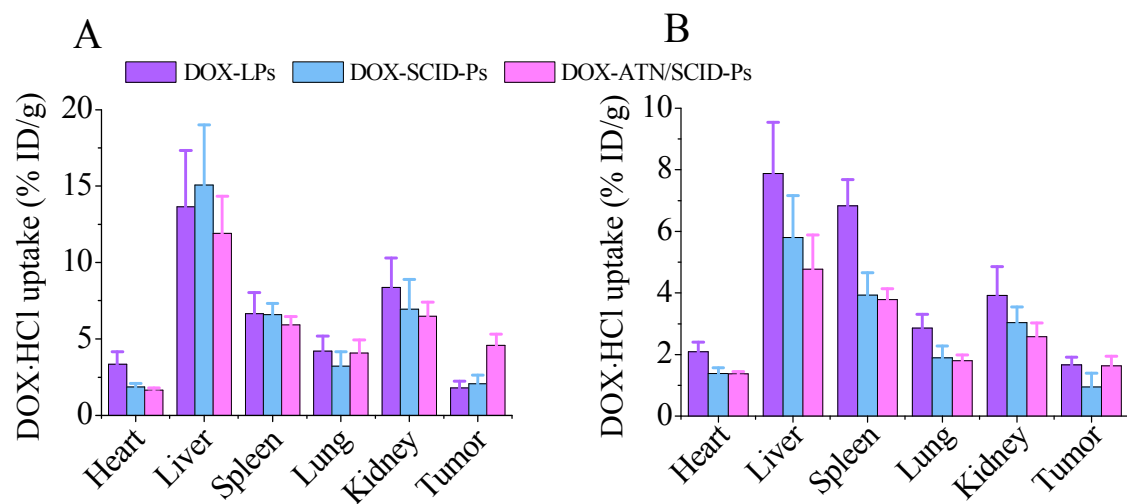 A
B
DOX-LPs DOX-SCID-Ps DOX-ATN/SCID-Ps
DOX·HCl uptake (% ID/g)
20
15
10
5
0
Heart Liver Spleen Lung Kidney Tumor
DOX·HCl uptake (% ID/g)
10
8
6
4
2
0
Heart Liver Spleen Lung Kidney Tumor